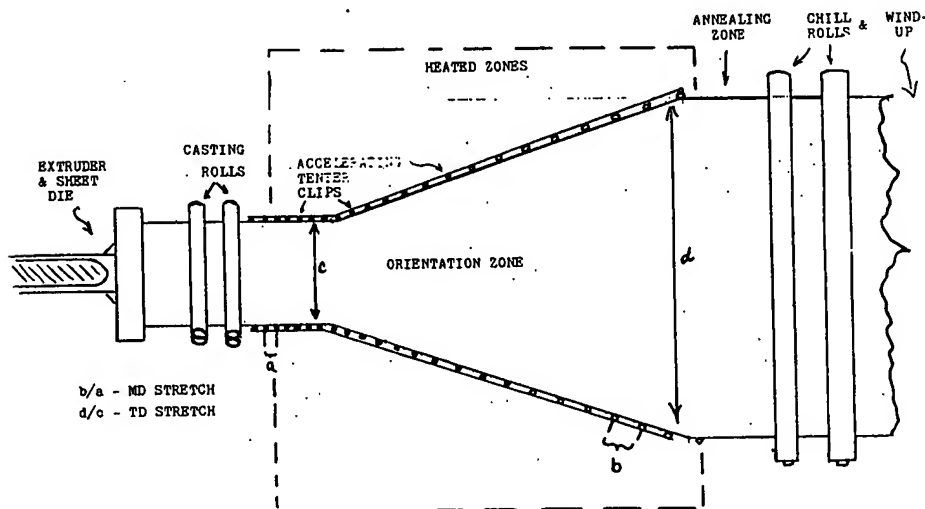 ANNEALING
ZONE
CHILL
ROLLS &
WIND-
UP
HEATED ZONES
EXTRUDER
& SHEET
DIE
CASTING
ROLLS
ACCELERATING
TENTER
CLIPS
c
ORIENTATION ZONE
d
a
b/a - MD STRETCH
d/c - TD STRETCH
b